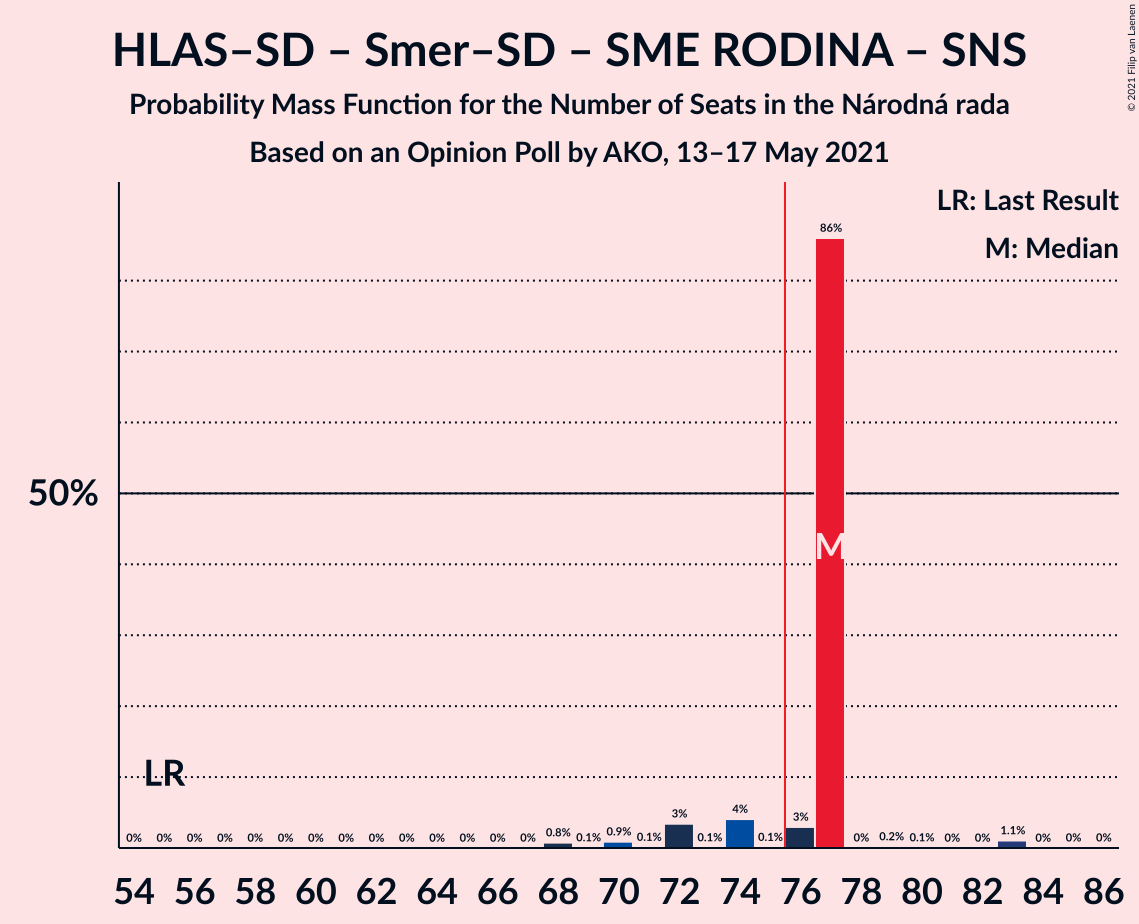 HLAS–SD – Smer–SD – SME RODINA – SNS
Probability Mass Function for the Number of Seats in the Národná rada
Based on an Opinion Poll by AKO, 13–17 May 2021
© 2021 Filip van Laenen
LR: Last Result
M: Median
50%
LR
M
0% 0% 0% 0% 0% 0% 0% 0% 0% 0% 0% 0% 0% 0% 0.8% 0.1% 0.9% 0.1% 3% 0.1% 4% 0.1% 3% 86% 0% 0.2% 0.1% 0% 0% 1.1% 0% 0% 0%
54 56 58 60 62 64 66 68 70 72 74 76 78 80 82 84 86